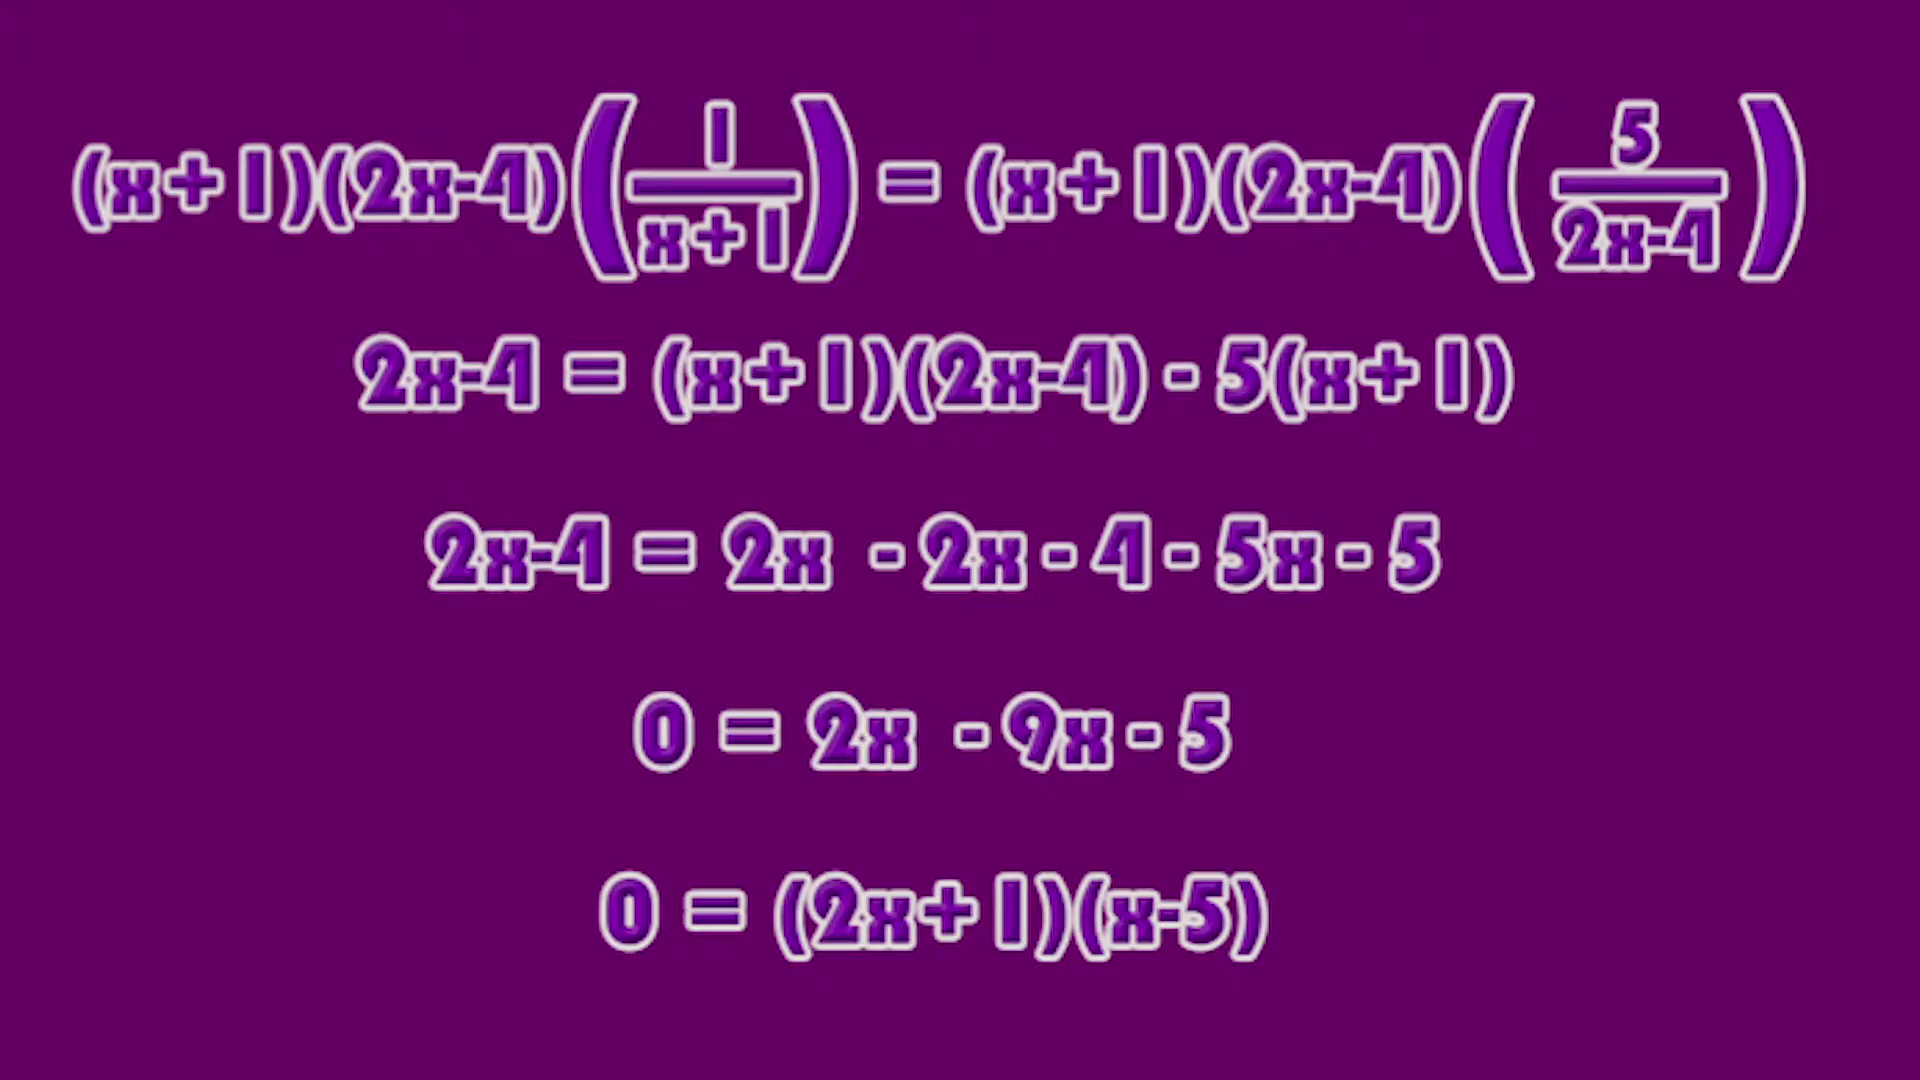 (x+1)(2x-4)(1/(x+1)) = (x+1)(2x-4)(5/(2x-4))
2x-4 = (x+1)(2x-4) - 5(x+1)
2x-4 = 2x - 2x - 4 - 5x - 5
0 = 2x - 9x - 5
0 = (2x+1)(x-5)